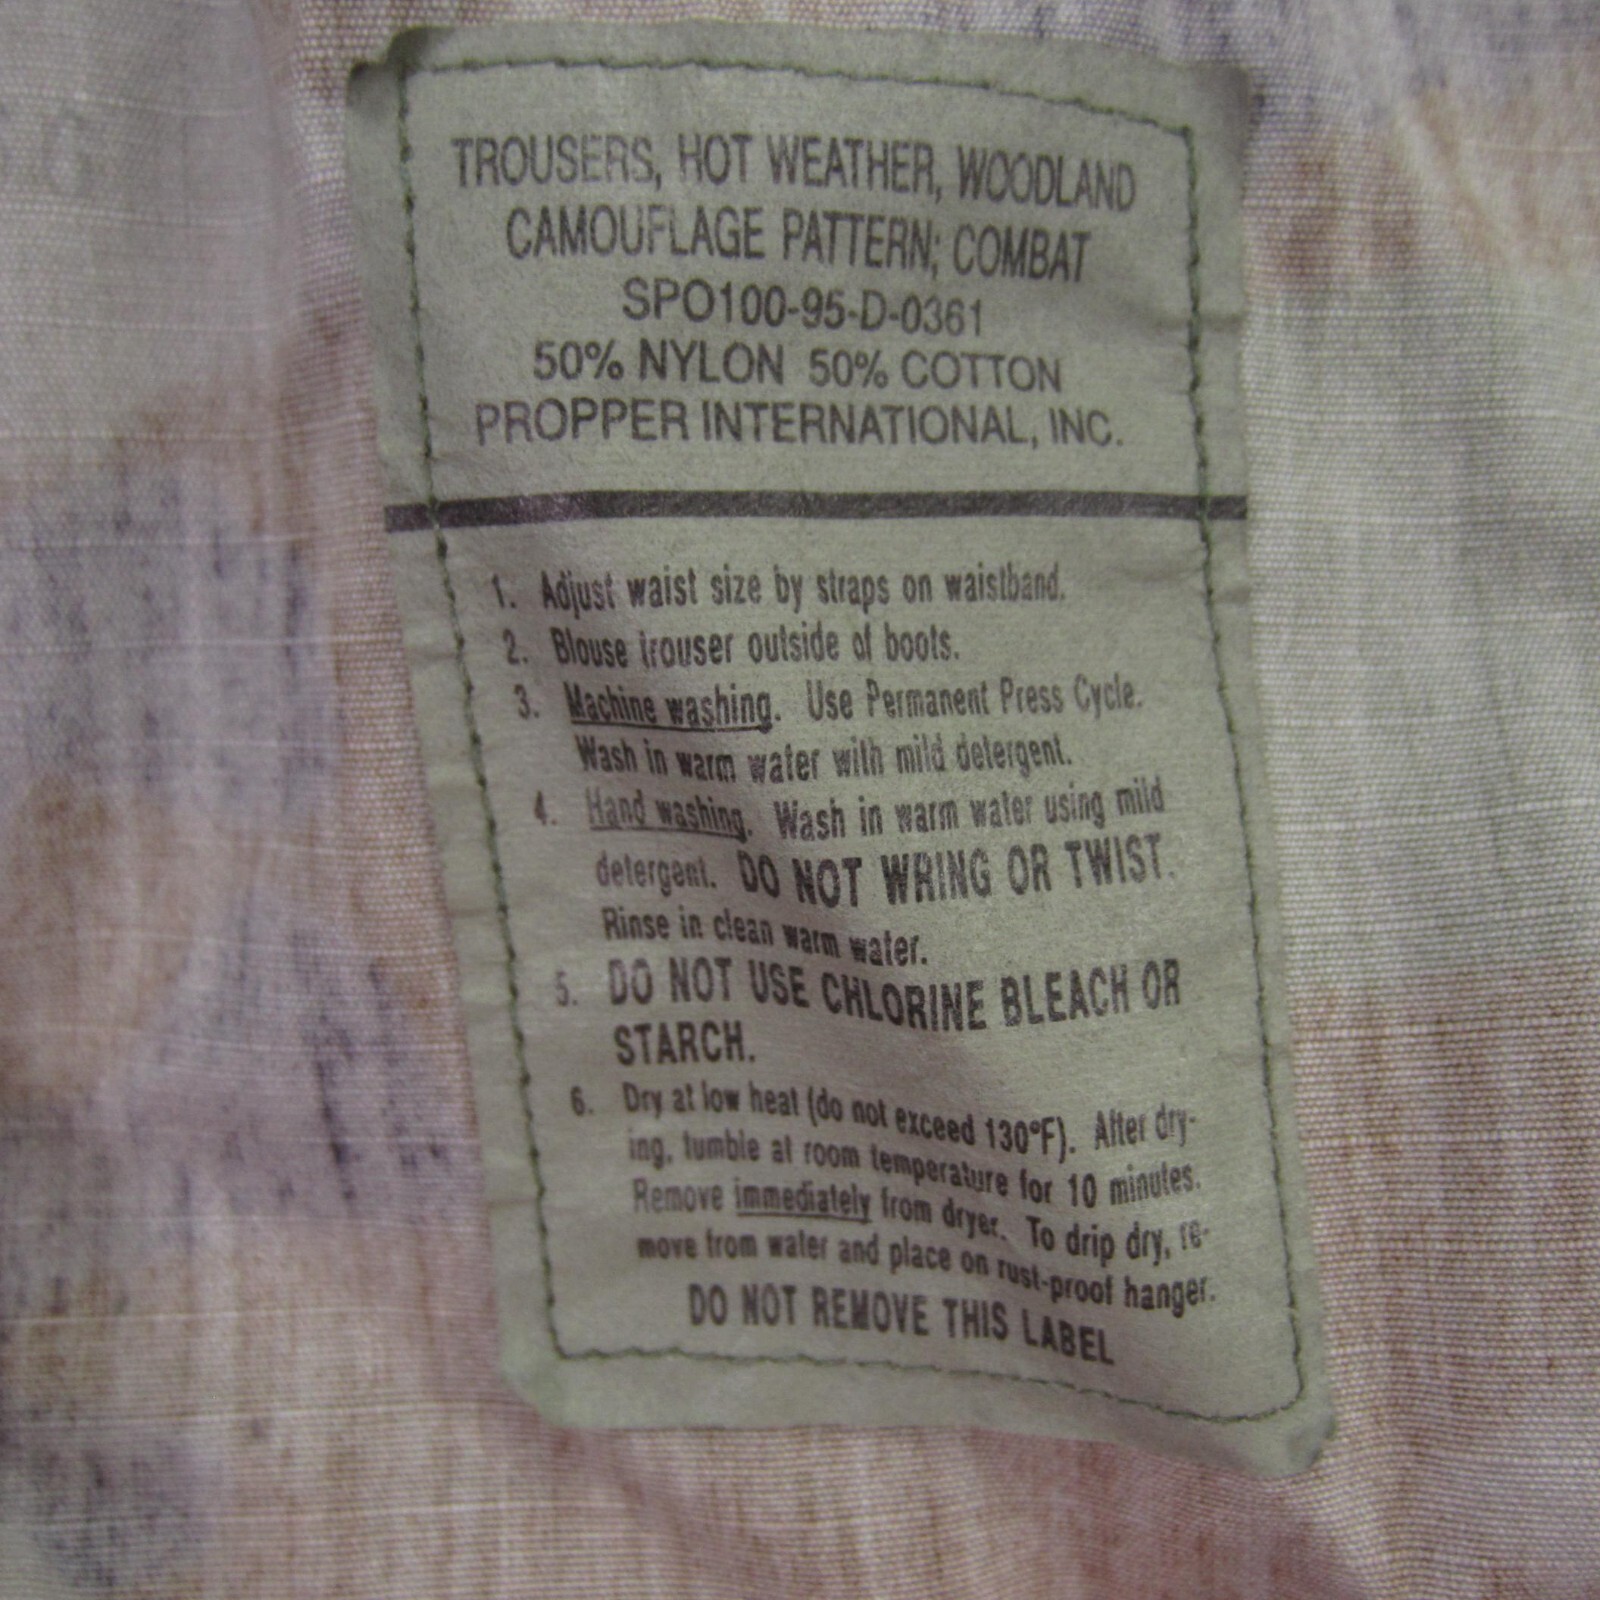 TROUSERS, HOT WEATHER, WOODLAND
CAMOUFLAGE PATTERN; COMBAT
SPO100-95-D-0361
50% NYLON 50% COTTON
PROPPER INTERNATIONAL, INC.
1. Adjust waist size by straps on waistband.
2. Blouse trouser outside of boots.
3. Machine washing. Use Permanent Press Cycle.
Wash in warm water with mild detergent.
4. Hand washing. Wash in warm water using mild
detergent. DO NOT WRING OR TWIST.
Rinse in clean warm water.
5. DO NOT USE CHLORINE BLEACH OR
STARCH.
6. Dry at low heat (do not exceed 130°F). After dry-
ing, tumble at room temperature for 10 minutes.
Remove immediately from dryer. To drip dry, re-
move from water and place on rust-proof hanger.
DO NOT REMOVE THIS LABEL